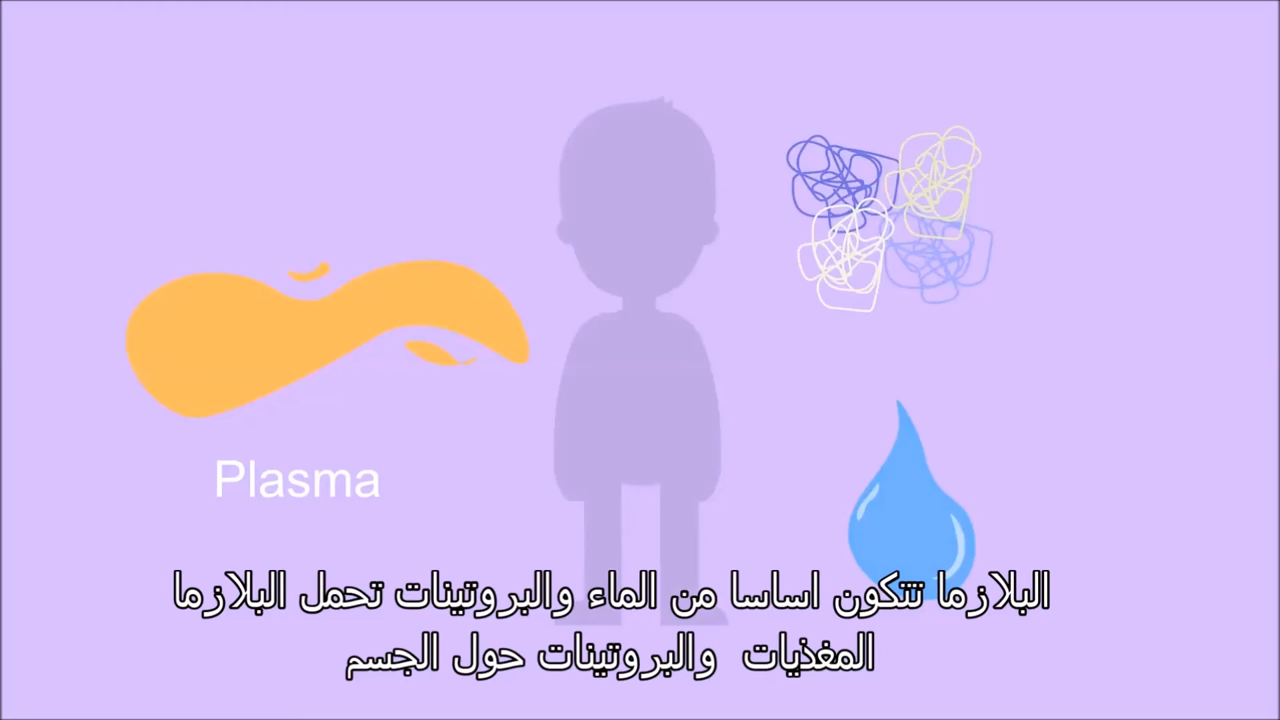 Plasma
البلازما تتكون اساسا من الماء والبروتينات تحمل البلازما
المغذيات والبروتينات حول الجسم